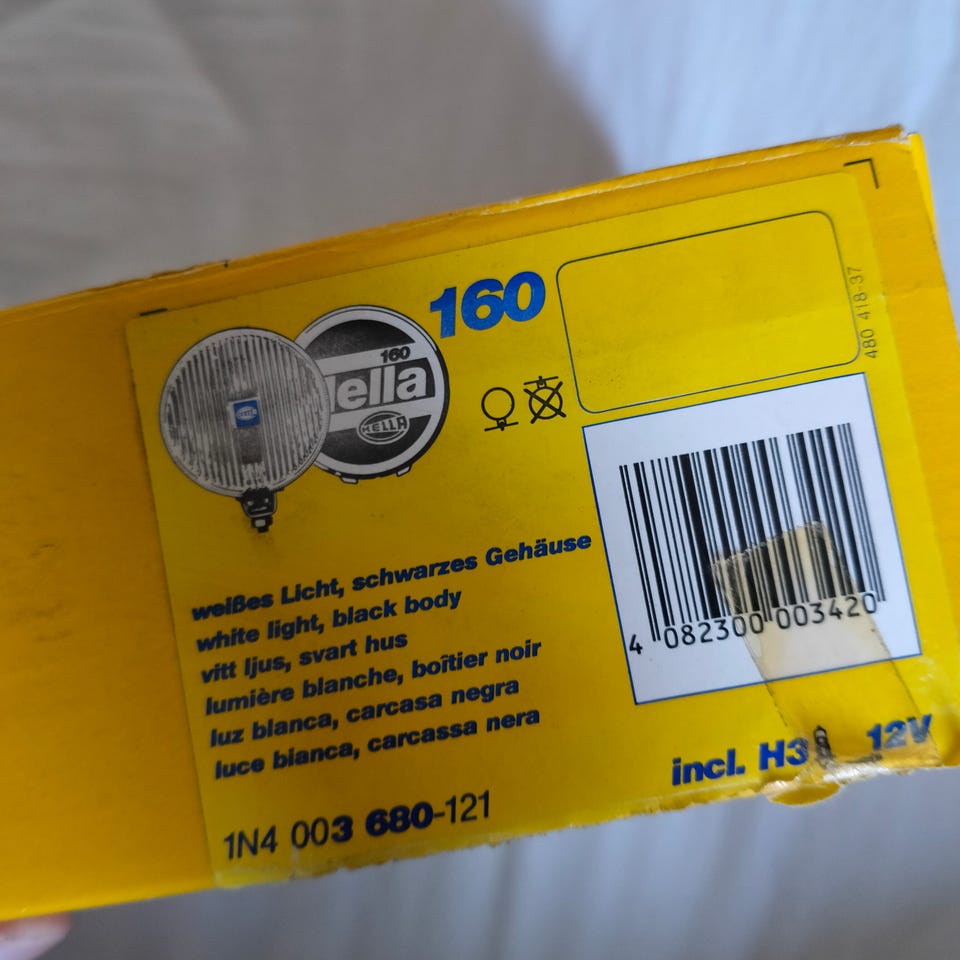 160
160
ella
HELLA
480 418-37
weißes Licht, schwarzes Gehäuse
white light, black body
vitt ljus, svart hus
lumière blanche, boîtier noir
luz blanca, carcasa negra
luce bianca, carcassa nera
4 082300 003420
incl. H3 12V
1N4 003 680-121